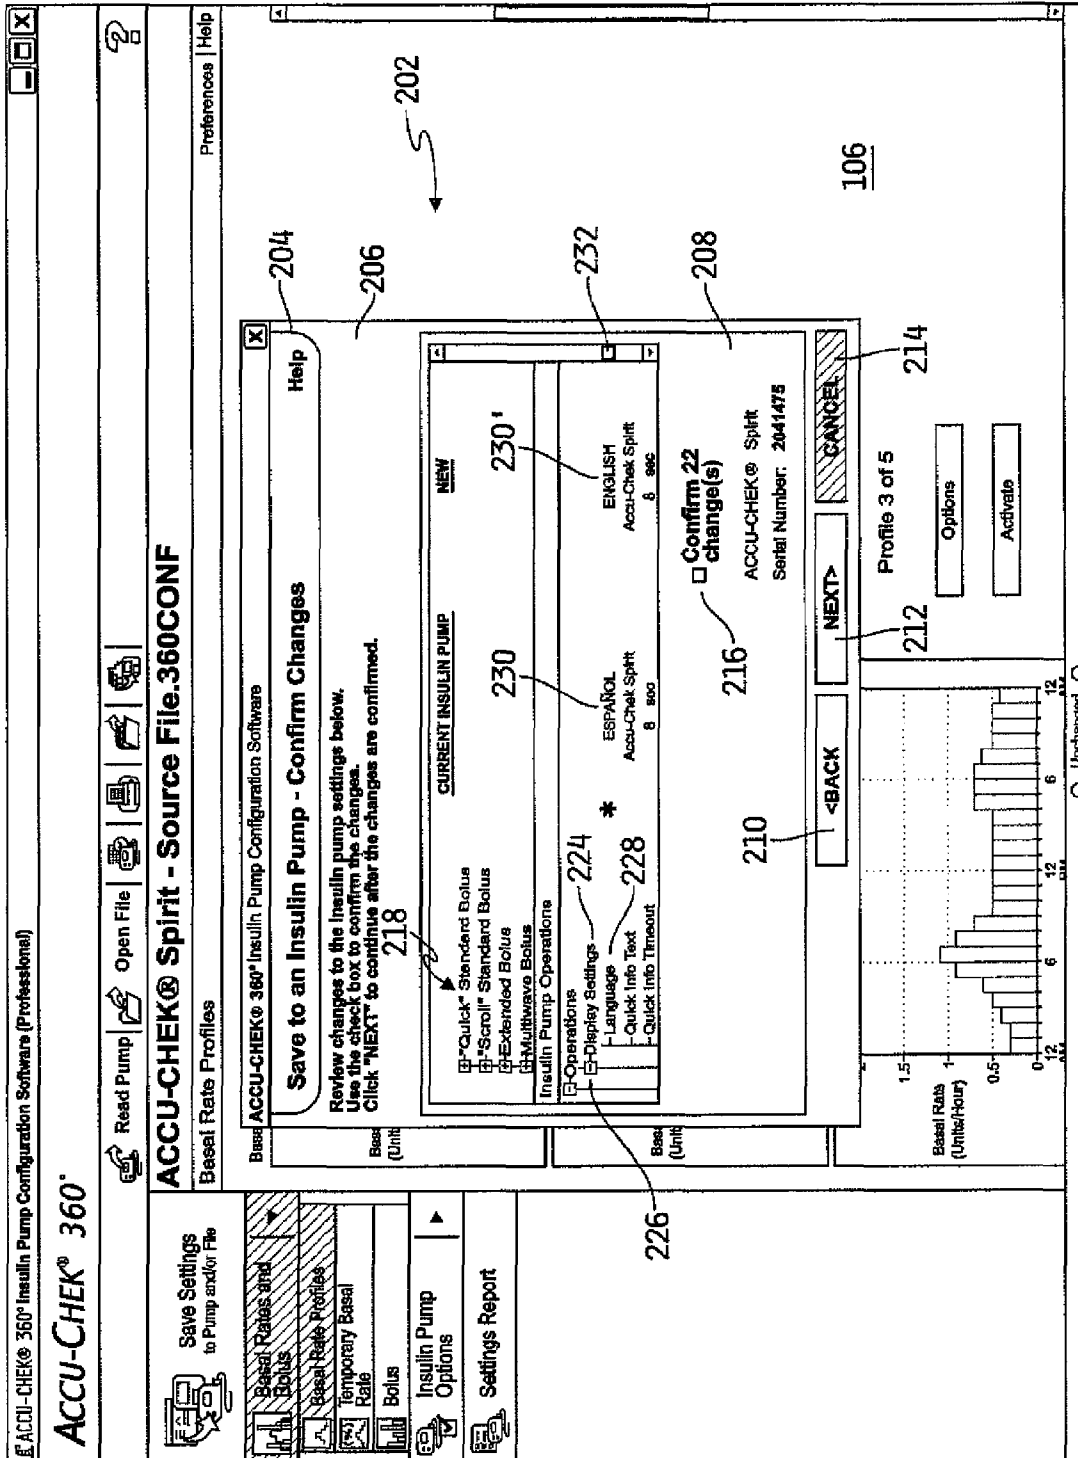 ACCU-CHEK® 360° Insulin Pump Configuration Software (Professional)
ACCU-CHEK® 360°
Read Pump
Open File
Save Settings
to Pump and/or File
ACCU-CHEK® Spirit - Source File.360CONF
Basal Rate Profiles
Preferences | Help
Basal Rates and
Bolus
Basal Rate Profiles
Temporary Basal
Rate
Bolus
Insulin Pump
Options
Settings Report
Basa
ACCU-CHEK® 360° Insulin Pump Configuration Software
Save to an Insulin Pump - Confirm Changes
Help
204
202
Review changes to the insulin pump settings below.
Use the check box to confirm the changes.
Click "NEXT" to continue after the changes are confirmed.
206
Bas
(Unit
218
CURRENT INSULIN PUMP
NEW
"Quick" Standard Bolus
"Scroll" Standard Bolus
Extended Bolus
Multiwave Bolus
230
230'
Insulin Pump Operations
232
Operations
Display Settings
224
Language
*
ESPAÑOL
ENGLISH
Quick Info Text
Accu-Chek Spirit
Accu-Chek Spirit
Quick Info Timeout
8 sec
8 sec
228
226
Bas
(Unit
216
Confirm 22
change(s)
208
ACCU-CHEK® Spirit
Serial Number: 2041475
106
210
<BACK
NEXT>
CANCEL
212
214
Profile 3 of 5
Options
Activate
Basal Rate
(Units/Hour)
1.5
1
0.5
0
12
AM
6
12
6
12
AM
Unchanged